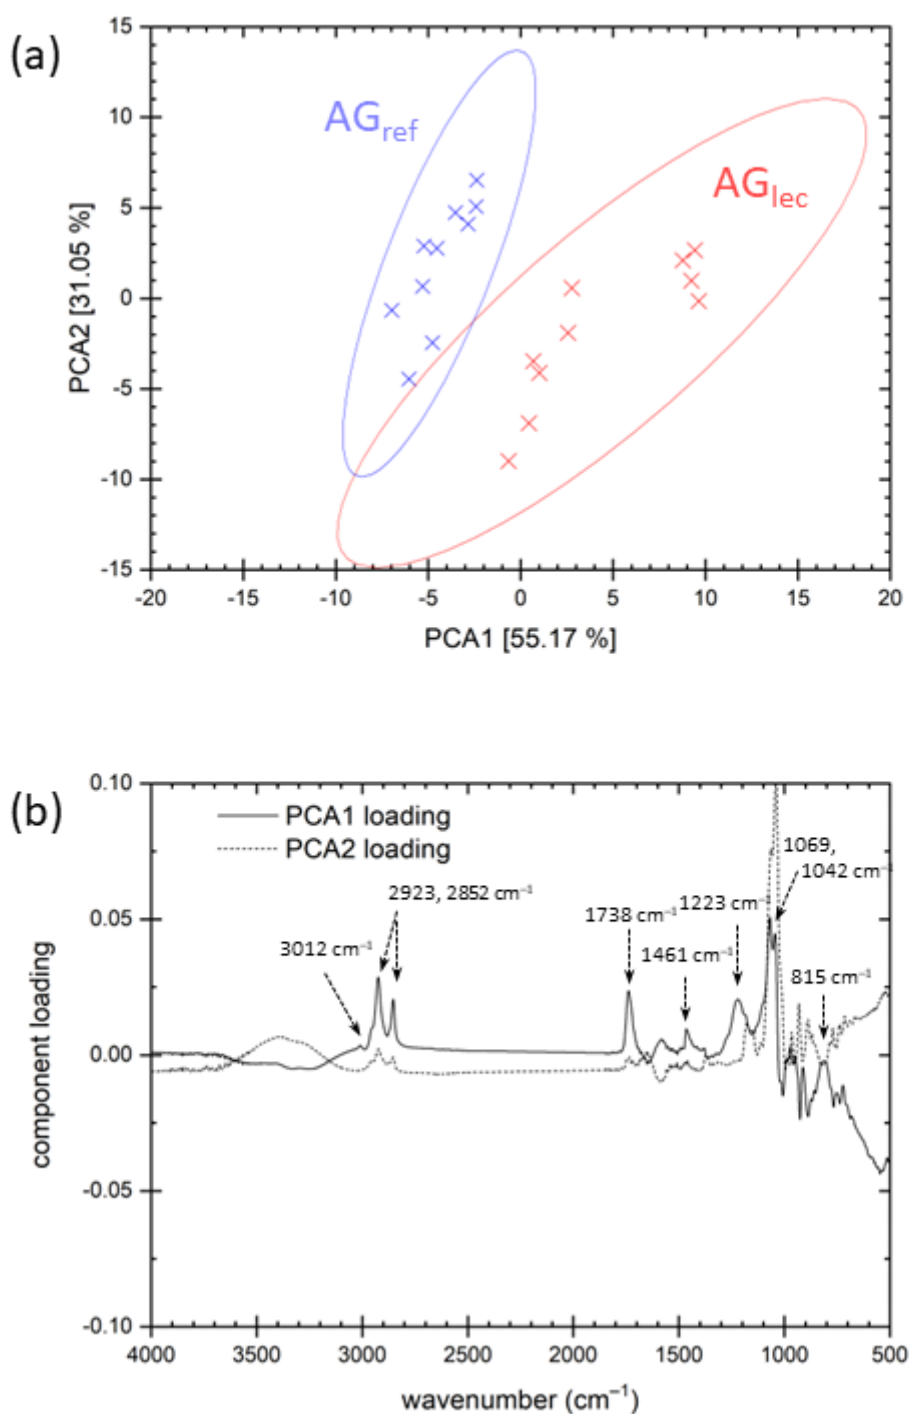 (a)
15
10
5
0
-5
-10
-15
PCA2 [31.05 %]
AGref
AGlec
-20 -15 -10 -5 0 5 10 15 20
PCA1 [55.17 %]
(b)
0.10
0.05
0.00
-0.05
-0.10
component loading
PCA1 loading
PCA2 loading
3012 cm⁻¹
2923, 2852 cm⁻¹
1738 cm⁻¹
1461 cm⁻¹
1223 cm⁻¹
1069,
1042 cm⁻¹
815 cm⁻¹
4000 3500 3000 2500 2000 1500 1000 500
wavenumber (cm⁻¹)